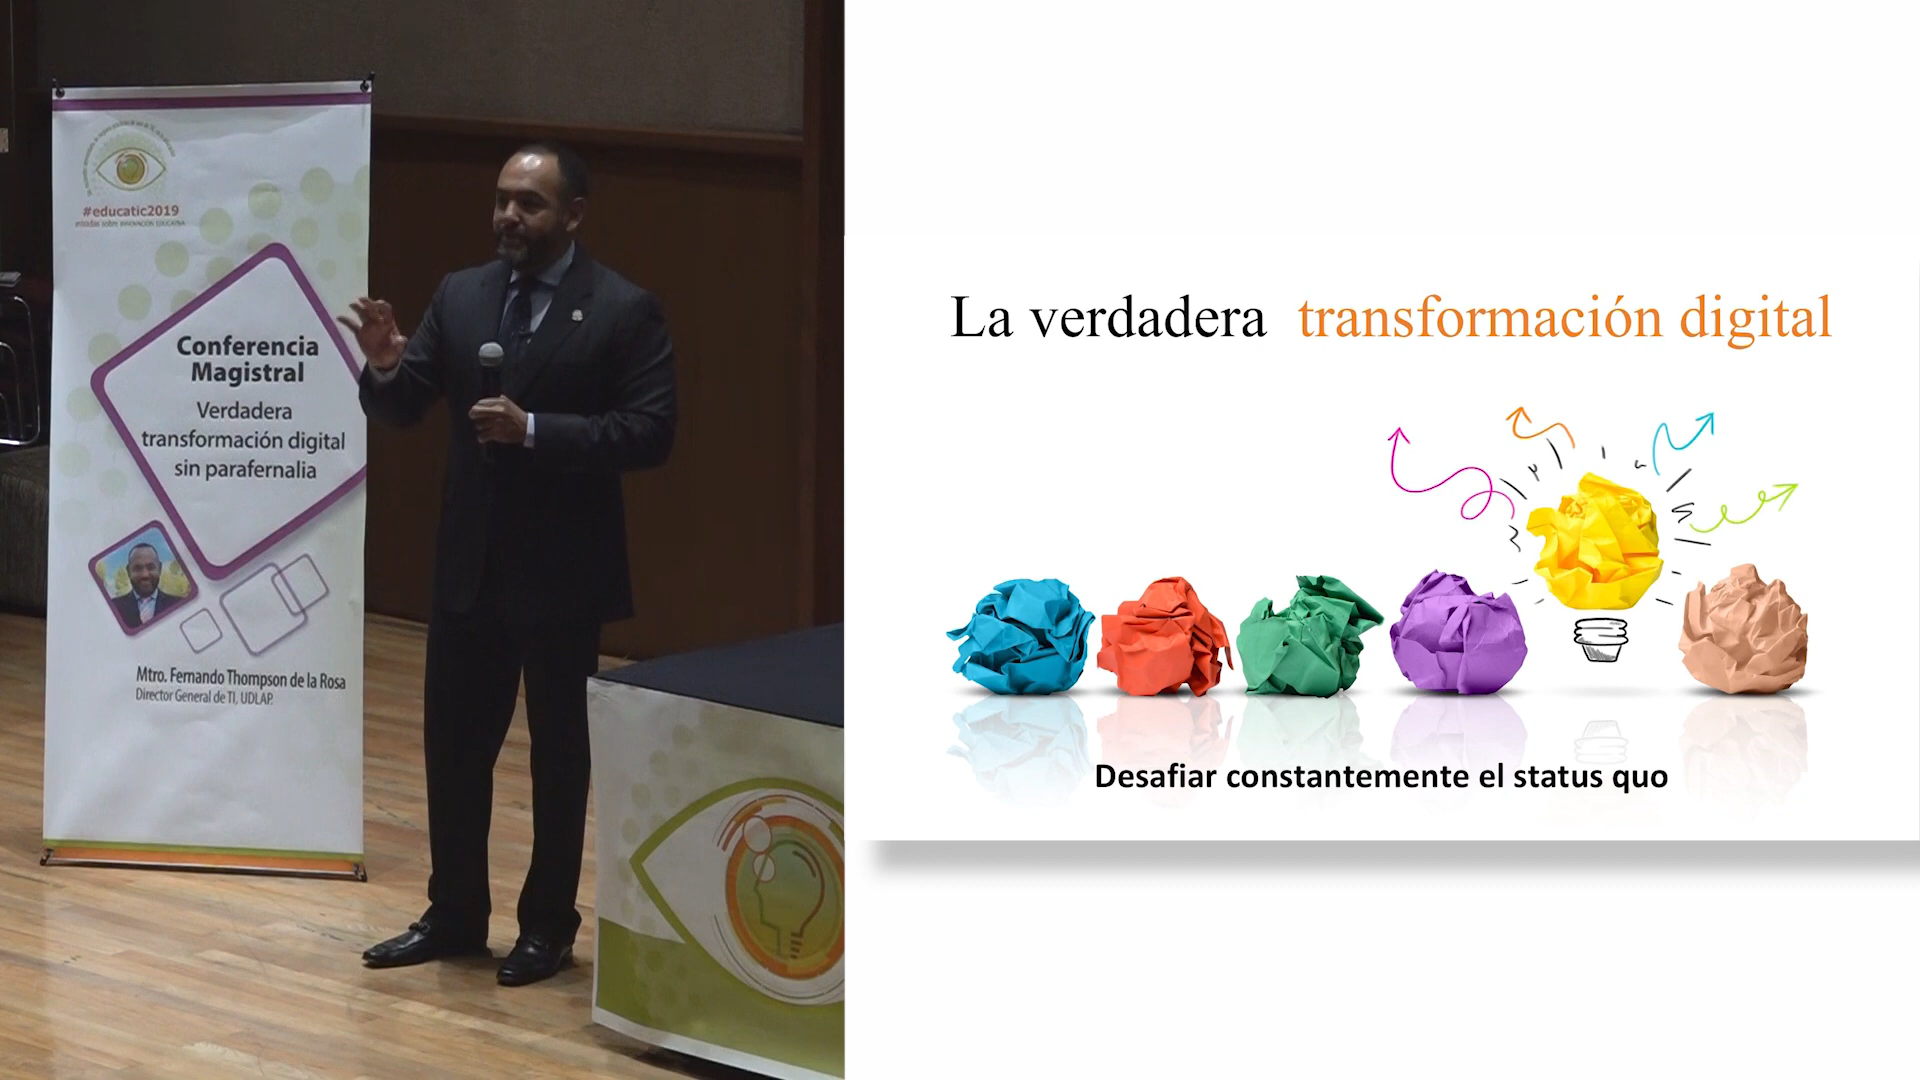 #educatic2019
Conferencia
Magistral
Verdadera
transformación digital
sin parafernalia
Mtro. Fernando Thompson de la Rosa
Director General de TI, UDLAP.
La verdadera transformación digital
Desafiar constantemente el status quo